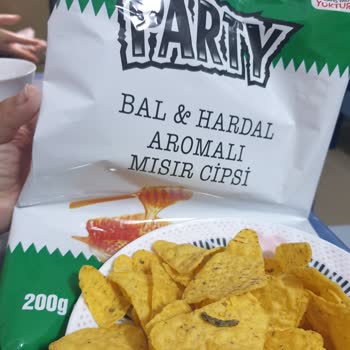 PARTY
BAL & HARDAL
AROMALI
MISIR CİPSİ
200g